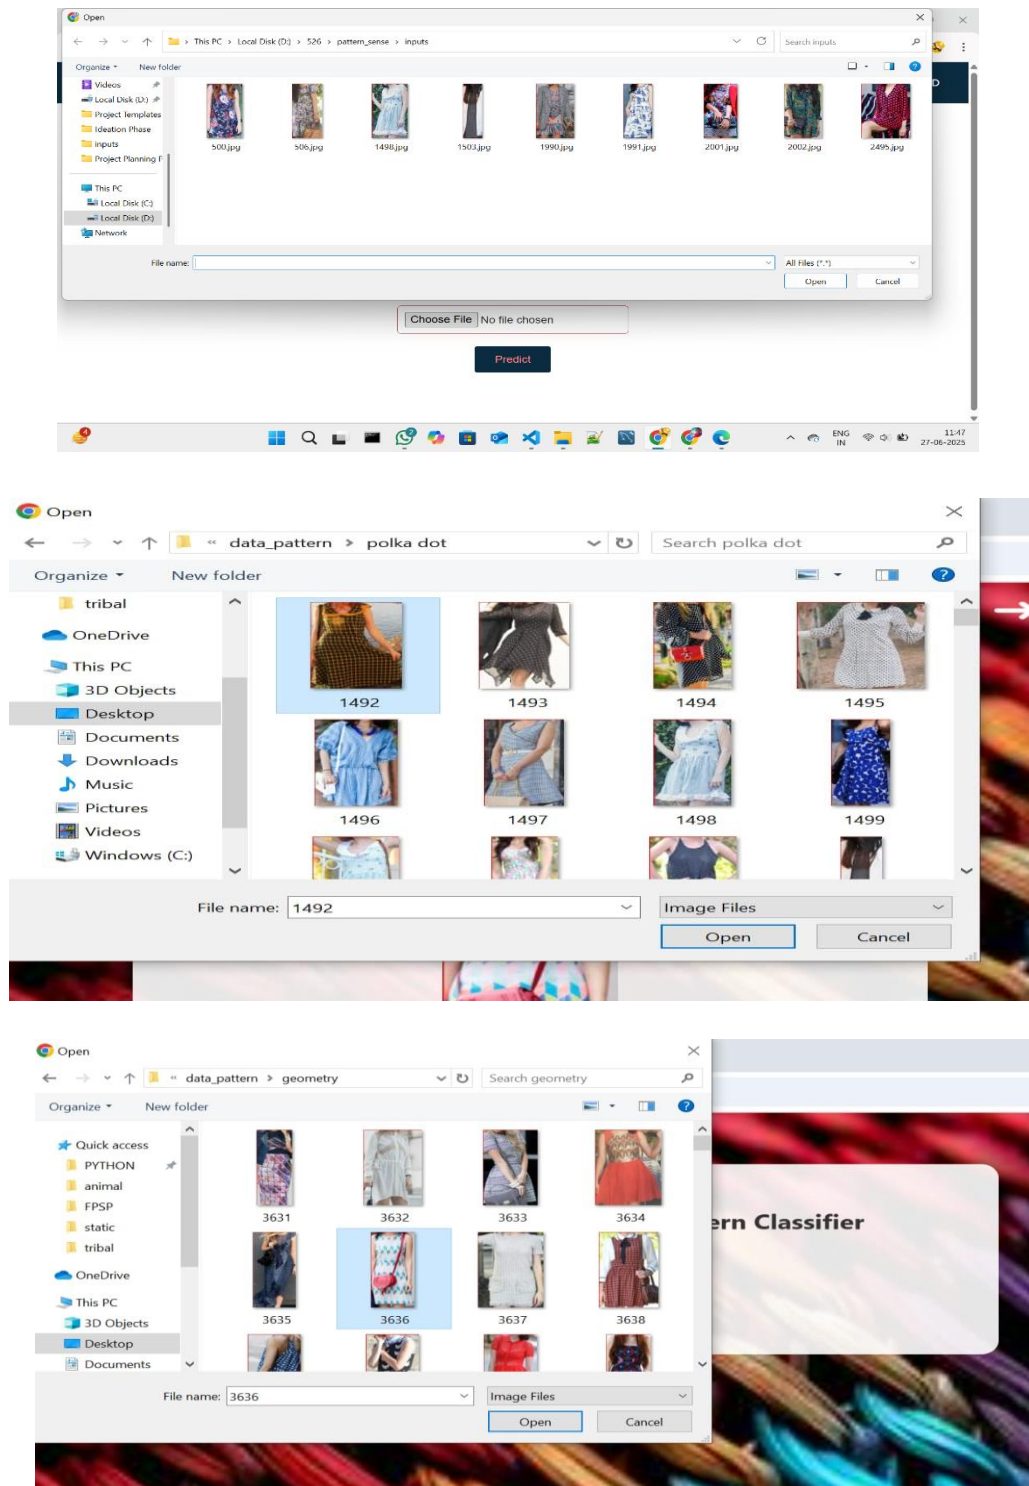 Open
This PC > Local Disk (D:) > 526 > pattern_sense > inputs
Search inputs
Organize
New folder
Videos
Local Disk (D:)
Project Templates
Ideation Phase
inputs
Project Planning P
This PC
Local Disk (C:)
Local Disk (D:)
Network
500.jpg
506.jpg
1498.jpg
1503.jpg
1990.jpg
1991.jpg
2001.jpg
2002.jpg
2495.jpg
File name:
All Files (*.*)
Open
Cancel
Choose File No file chosen
Predict
ENG
IN
11:47
27-06-2025
Open
« data_pattern > polka dot
Search polka dot
Organize
New folder
tribal
OneDrive
This PC
3D Objects
Desktop
Documents
Downloads
Music
Pictures
Videos
Windows (C:)
1492
1493
1494
1495
1496
1497
1498
1499
File name: 1492
Image Files
Open
Cancel
Open
« data_pattern > geometry
Search geometry
Organize
New folder
Quick access
PYTHON
animal
FPSP
static
tribal
OneDrive
This PC
3D Objects
Desktop
Documents
3631
3632
3633
3634
3635
3636
3637
3638
File name: 3636
Image Files
Open
Cancel
ern Classifier